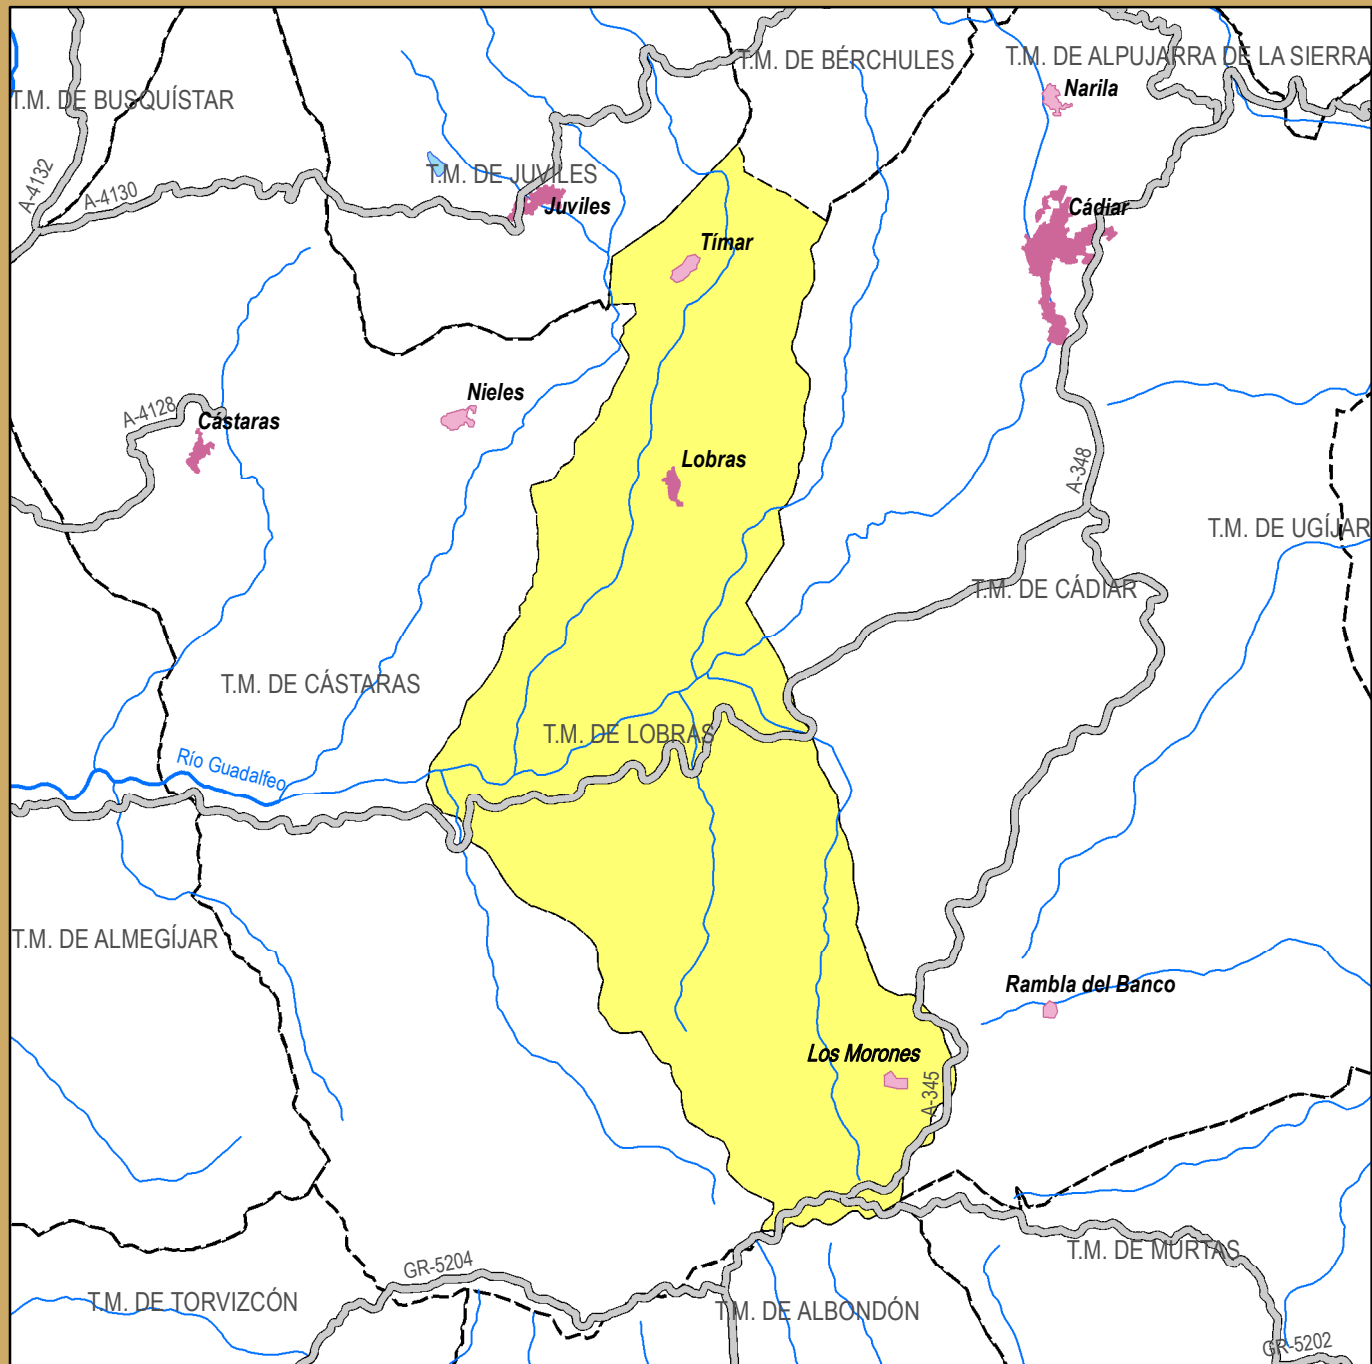 T.M. DE BÉRCHULES
T.M. DE ALPUJARRA DE LA SIERRA
T.M. DE BUSQUÍSTAR
Narila
A-4132
A-4130
T.M. DE JUVILES
Juviles
Cádiar
Tímar
Nieles
A-4128
Cástaras
Lobras
A-348
T.M. DE UGÍJAR
T.M. DE CÁDIAR
T.M. DE CÁSTARAS
T.M. DE LOBRAS
Río Guadalfeo
T.M. DE ALMEGÍJAR
Rambla del Banco
Los Morones
A-345
T.M. DE MURTAS
GR-5204
T.M. DE TORVIZCÓN
T.M. DE ALBONDÓN
GR-5202